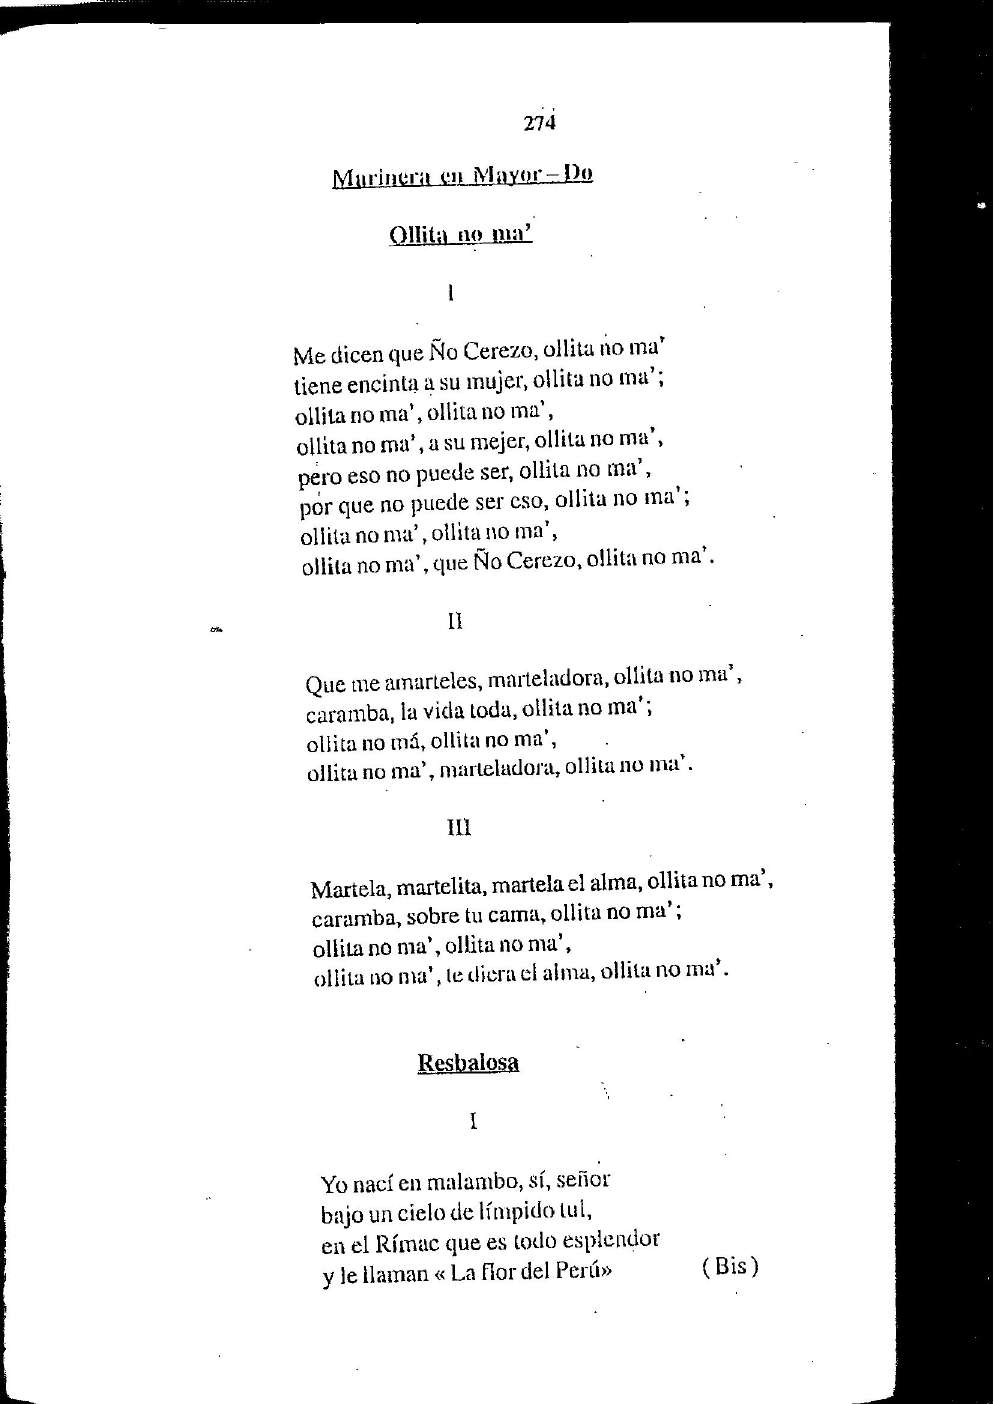 274
Marinera en Mayor – Do
Ollita no ma'
I
Me dicen que Ño Cerezo, ollita no ma'
tiene encinta a su mujer, ollita no ma';
ollita no ma', ollita no ma',
ollita no ma', a su mejer, ollita no ma',
pero eso no puede ser, ollita no ma',
por que no puede ser eso, ollita no ma';
ollita no ma', ollita no ma',
ollita no ma', que Ño Cerezo, ollita no ma'.
II
Que me amarteles, marteladora, ollita no ma',
caramba, la vida toda, ollita no ma';
ollita no má, ollita no ma',
ollita no ma', marteladora, ollita no ma'.
III
Martela, martelita, martela el alma, ollita no ma',
caramba, sobre tu cama, ollita no ma';
ollita no ma', ollita no ma',
ollita no ma', te diera el alma, ollita no ma'.
Resbalosa
I
Yo nací en malambo, sí, señor
bajo un cielo de límpido tul,
en el Rímac que es todo esplendor
y le llaman « La flor del Perú» (Bis)